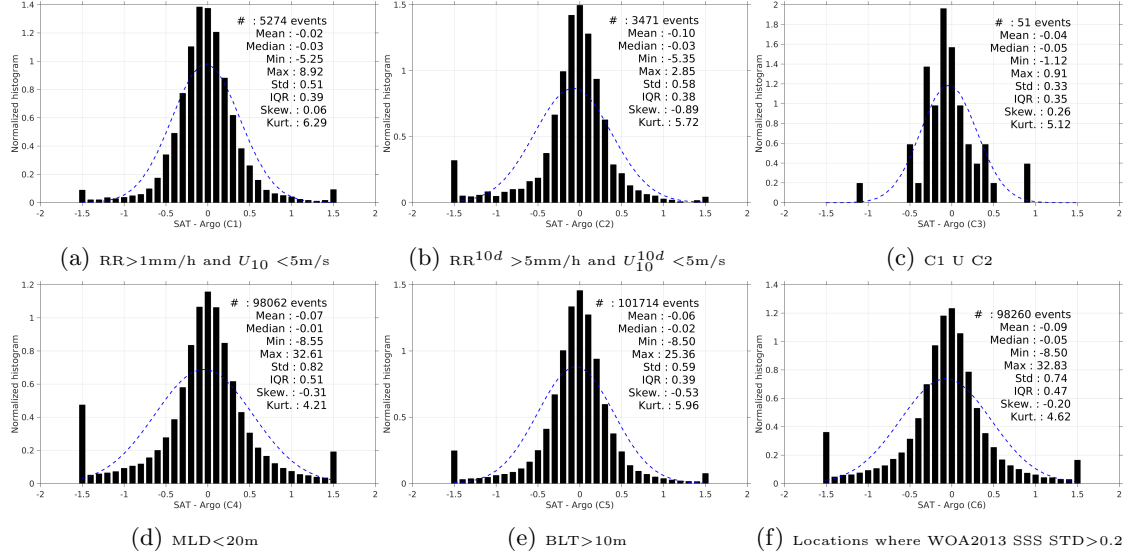 # : 5274 events
Mean : -0.02
Median : -0.03
Min : -5.25
Max : 8.92
Std : 0.51
IQR : 0.39
Skew. : 0.06
Kurt. : 6.29
Normalized histogram
1.4
1.2
1
0.8
0.6
0.4
0.2
0
-2 -1.5 -1 -0.5 0 0.5 1 1.5 2
SAT - Argo (C1)
(a) RR>1mm/h and U10 <5m/s
# : 3471 events
Mean : -0.10
Median : -0.03
Min : -5.35
Max : 2.85
Std : 0.58
IQR : 0.38
Skew. : -0.89
Kurt. : 5.72
Normalized histogram
1.5
1
0.5
0
-2 -1.5 -1 -0.5 0 0.5 1 1.5 2
SAT - Argo (C2)
(b) RR10d >5mm/h and U10d10 <5m/s
# : 51 events
Mean : -0.04
Median : -0.05
Min : -1.12
Max : 0.91
Std : 0.33
IQR : 0.35
Skew. : 0.26
Kurt. : 5.12
Normalized histogram
2
1.8
1.6
1.4
1.2
1
0.8
0.6
0.4
0.2
0
-2 -1.5 -1 -0.5 0 0.5 1 1.5 2
SAT - Argo (C3)
(c) C1 U C2
# : 98062 events
Mean : -0.07
Median : -0.01
Min : -8.55
Max : 32.61
Std : 0.82
IQR : 0.51
Skew. : -0.31
Kurt. : 4.21
Normalized histogram
1.2
1
0.8
0.6
0.4
0.2
0
-2 -1.5 -1 -0.5 0 0.5 1 1.5 2
SAT - Argo (C4)
(d) MLD<20m
# : 101714 events
Mean : -0.06
Median : -0.02
Min : -8.50
Max : 25.36
Std : 0.59
IQR : 0.39
Skew. : -0.53
Kurt. : 5.96
Normalized histogram
1.5
1
0.5
0
-2 -1.5 -1 -0.5 0 0.5 1 1.5 2
SAT - Argo (C5)
(e) BLT>10m
# : 98260 events
Mean : -0.09
Median : -0.05
Min : -8.50
Max : 32.83
Std : 0.74
IQR : 0.47
Skew. : -0.20
Kurt. : 4.62
Normalized histogram
1.4
1.2
1
0.8
0.6
0.4
0.2
0
-2 -1.5 -1 -0.5 0 0.5 1 1.5 2
SAT - Argo (C6)
(f) Locations where WOA2013 SSS STD>0.2